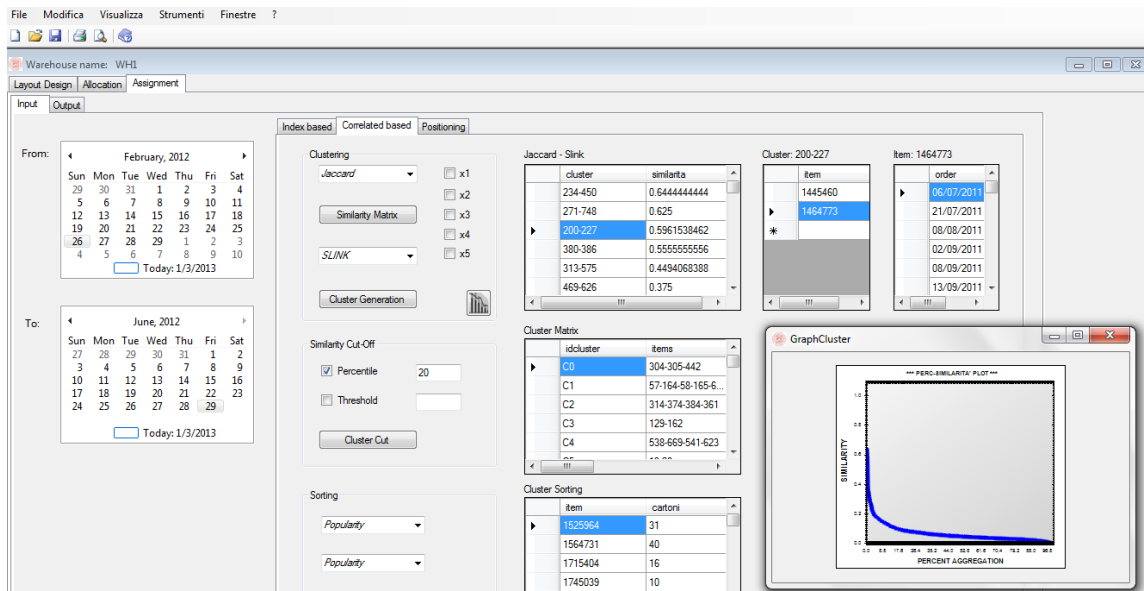 File Modifica Visualizza Strumenti Finestre ?
Warehouse name: WH1
Layout Design Allocation Assignment
Input Output
Index based Correlated based Positioning
From:
February, 2012
Sun Mon Tue Wed Thu Fri Sat
29 30 31 1 2 3 4
5 6 7 8 9 10 11
12 13 14 15 16 17 18
19 20 21 22 23 24 25
26 27 28 29 1 2 3
4 5 6 7 8 9 10
Today: 1/3/2013
To:
June, 2012
Sun Mon Tue Wed Thu Fri Sat
27 28 29 30 31 1 2
3 4 5 6 7 8 9
10 11 12 13 14 15 16
17 18 19 20 21 22 23
24 25 26 27 28 29
Today: 1/3/2013
Clustering
Jaccard
x1
x2
Similarity Matrix
x3
x4
SLINK
x5
Cluster Generation
Similarity Cut-Off
Percentile 20
Threshold
Cluster Cut
Sorting
Popularity
Popularity
Jaccard - Slink
cluster similarita
234-450 0.6444444444
271-748 0.625
200-227 0.5961538462
380-386 0.5555555556
313-575 0.4494068388
469-626 0.375
Cluster: 200-227
item
1445460
1464773
Item: 1464773
order
06/07/2011
21/07/2011
08/08/2011
02/09/2011
08/09/2011
13/09/2011
Cluster Matrix
idcluster items
C0 304-305-442
C1 57-164-58-165-6...
C2 314-374-384-361
C3 129-162
C4 538-669-541-623
Cluster Sorting
item cartoni
1525964 31
1564731 40
1715404 16
1745039 10
GraphCluster
*** PERC-SIMILARITA' PLOT ***
SIMILARITY
1.0
0.8
0.6
0.4
0.2
0.0
PERCENT AGGREGATION